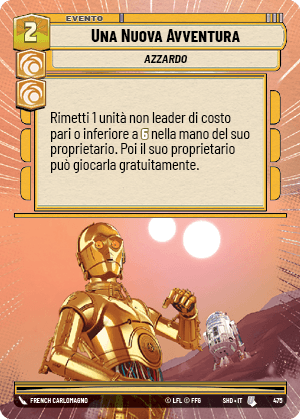 EVENTO
2
UNA NUOVA AVVENTURA
AZZARDO
Rimetti 1 unità non leader di costo
pari o inferiore a 6 nella mano del suo
proprietario. Poi il suo proprietario
può giocarla gratuitamente.
FRENCH CARLOMAGNO
© LFL © FFG
SHD • IT
475